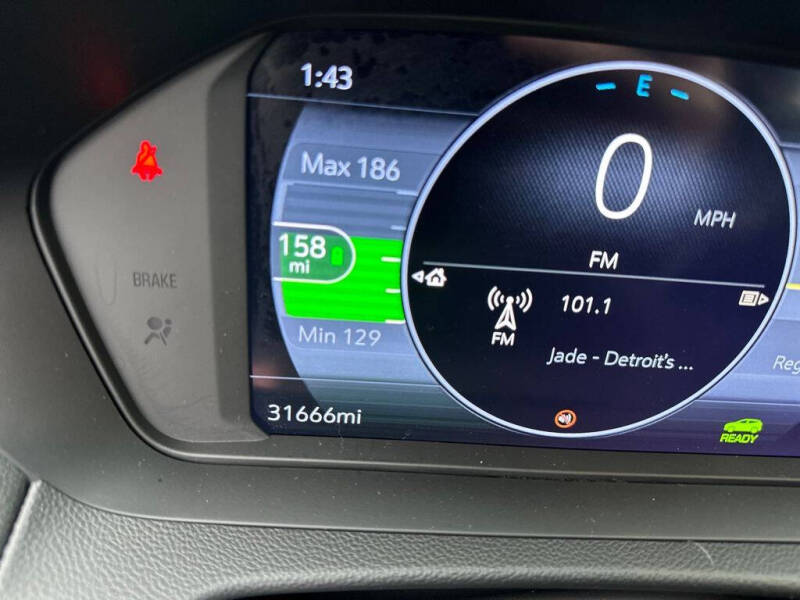 1:43
E
Max 186
0
MPH
158
mi
FM
BRAKE
101.1
FM
Min 129
Jade - Detroit's ...
Reg
31666mi
READY